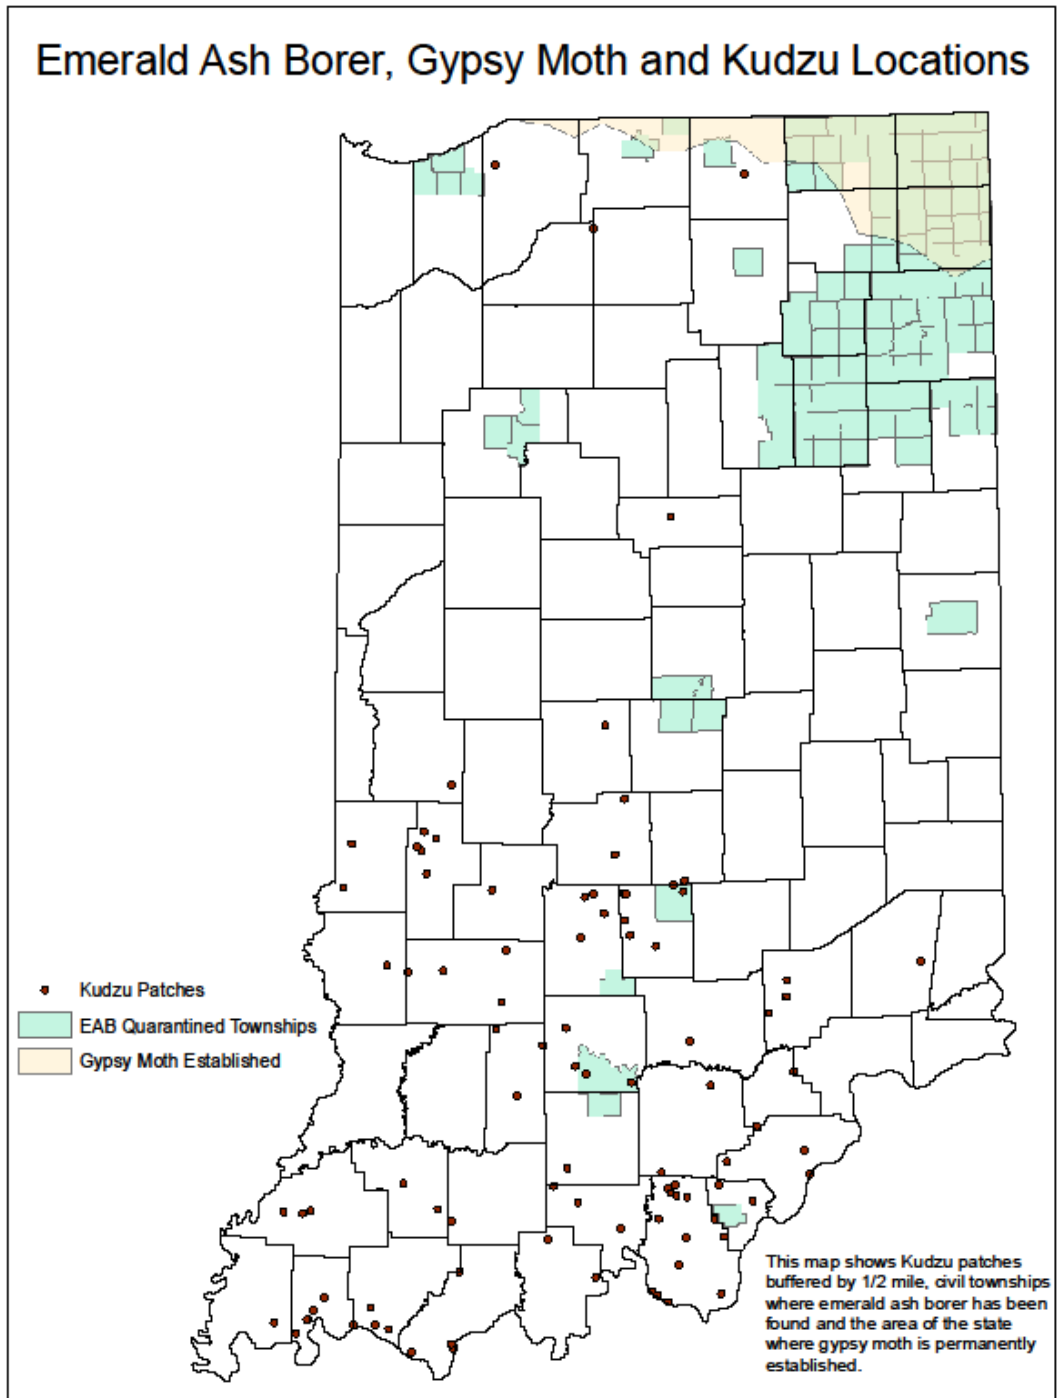 Emerald Ash Borer, Gypsy Moth and Kudzu Locations
Kudzu Patches
EAB Quarantined Townships
Gypsy Moth Established
This map shows Kudzu patches
buffered by 1/2 mile, civil townships
where emerald ash borer has been
found and the area of the state
where gypsy moth is permanently
established.